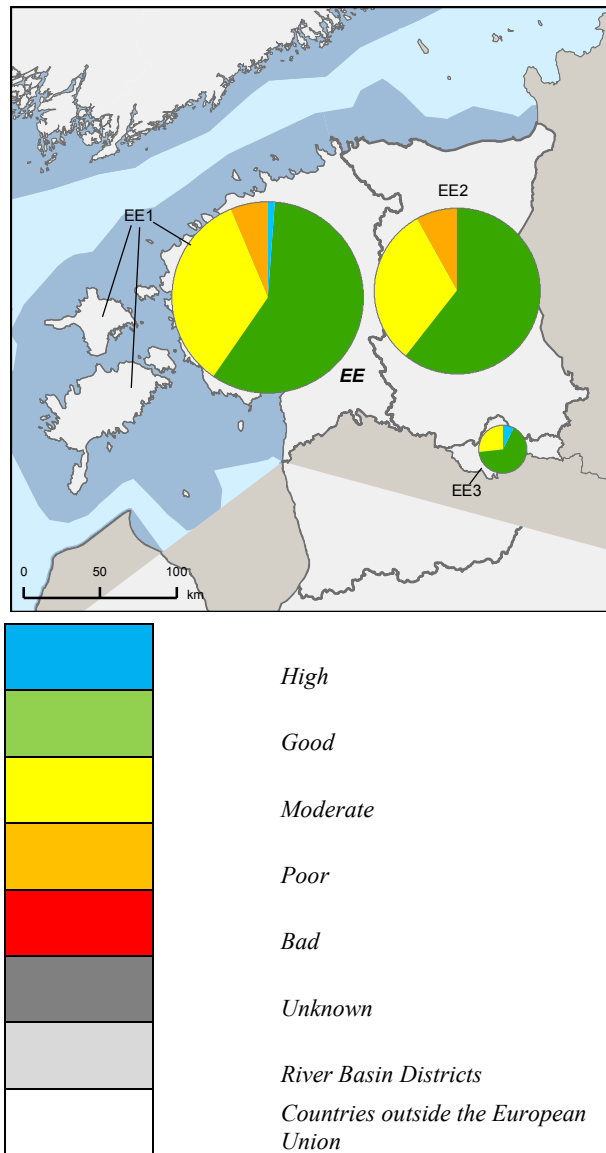 EE2
EE1
EE
EE3
0 50 100
km
High
Good
Moderate
Poor
Bad
Unknown
River Basin Districts
Countries outside the European
Union